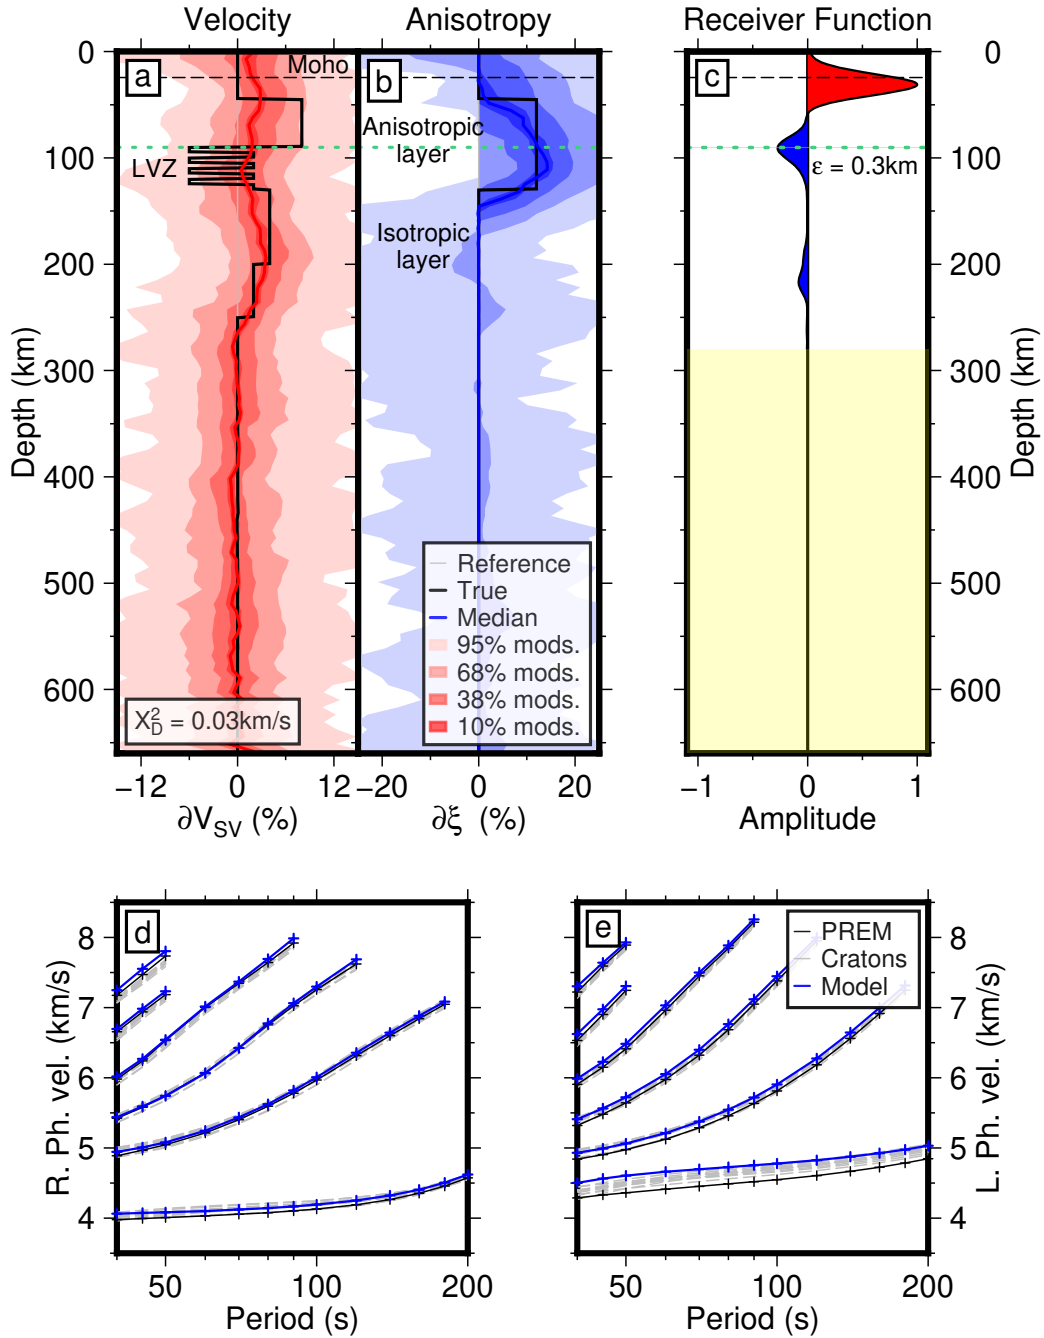 Velocity
Anisotropy
Receiver Function
a
b
c
Moho
Anisotropic
layer
LVZ
Isotropic
layer
ε = 0.3km
0
100
200
300
400
500
600
Depth (km)
0
100
200
300
400
500
600
Depth (km)
Reference
True
Median
95% mods.
68% mods.
38% mods.
10% mods.
X²_D = 0.03km/s
−12
0
12
∂V_SV (%)
−20
0
20
∂ξ (%)
−1
0
1
Amplitude
d
e
PREM
Cratons
Model
8
7
6
5
4
R. Ph. vel. (km/s)
8
7
6
5
4
L. Ph. vel. (km/s)
50
100
200
Period (s)
50
100
200
Period (s)